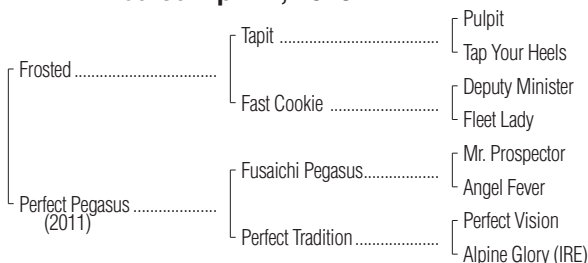 Pulpit
Tapit
Tap Your Heels
Frosted
Deputy Minister
Fast Cookie
Fleet Lady
Mr. Prospector
Fusaichi Pegasus
Angel Fever
Perfect Pegasus
(2011)
Perfect Vision
Perfect Tradition
Alpine Glory (IRE)